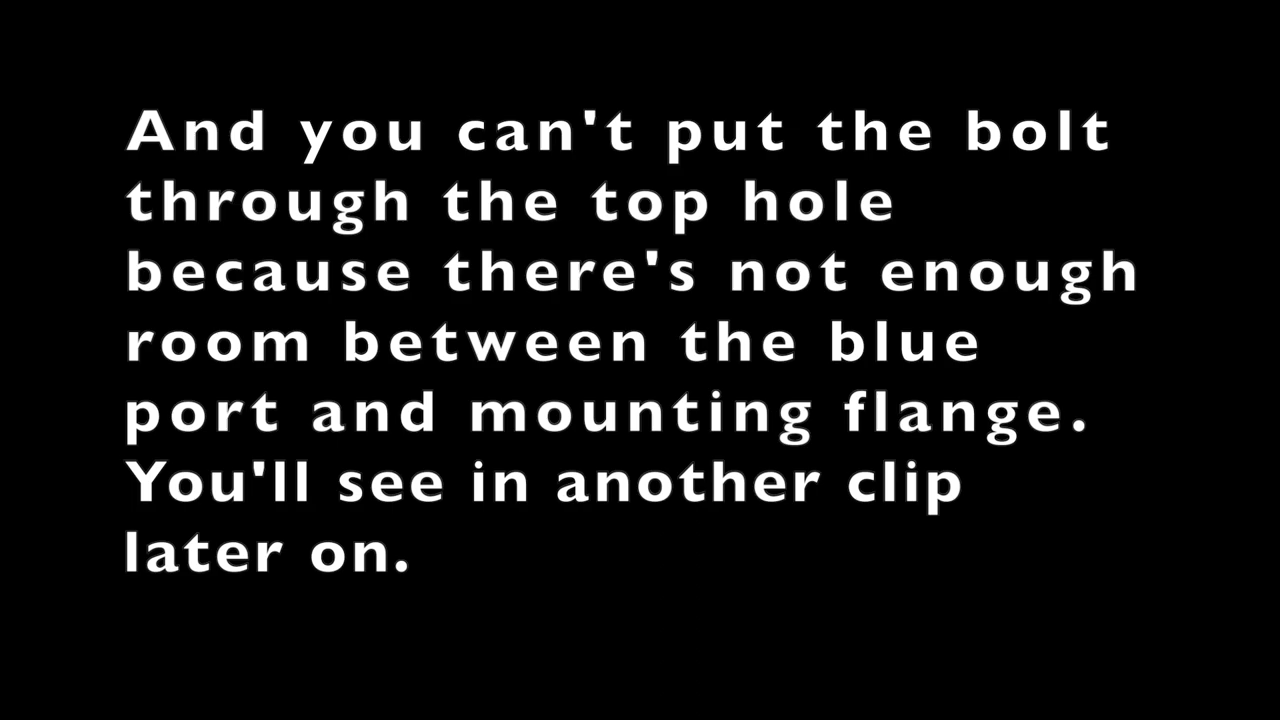 And you can't put the bolt
through the top hole
because there's not enough
room between the blue
port and mounting flange.
You'll see in another clip
later on.